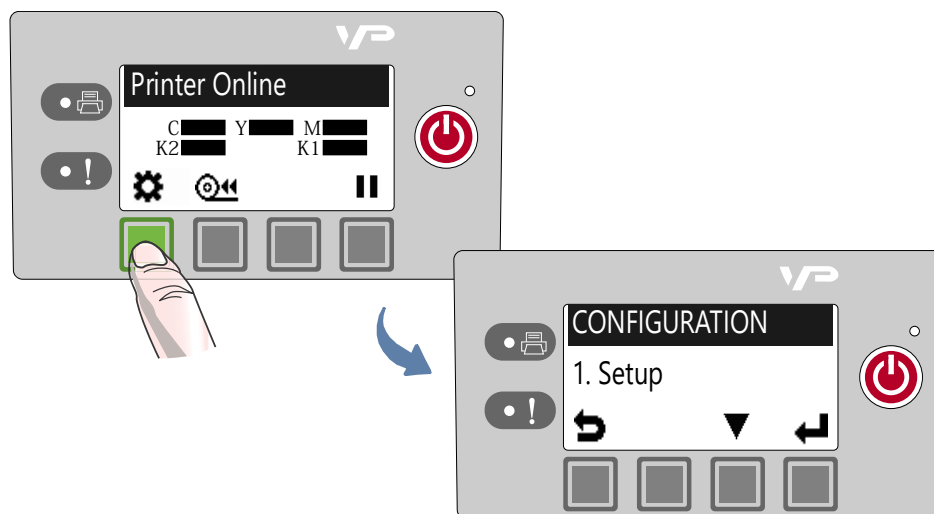 VP
Printer Online
C Y M
K2 K1
!
VP
CONFIGURATION
1. Setup
!